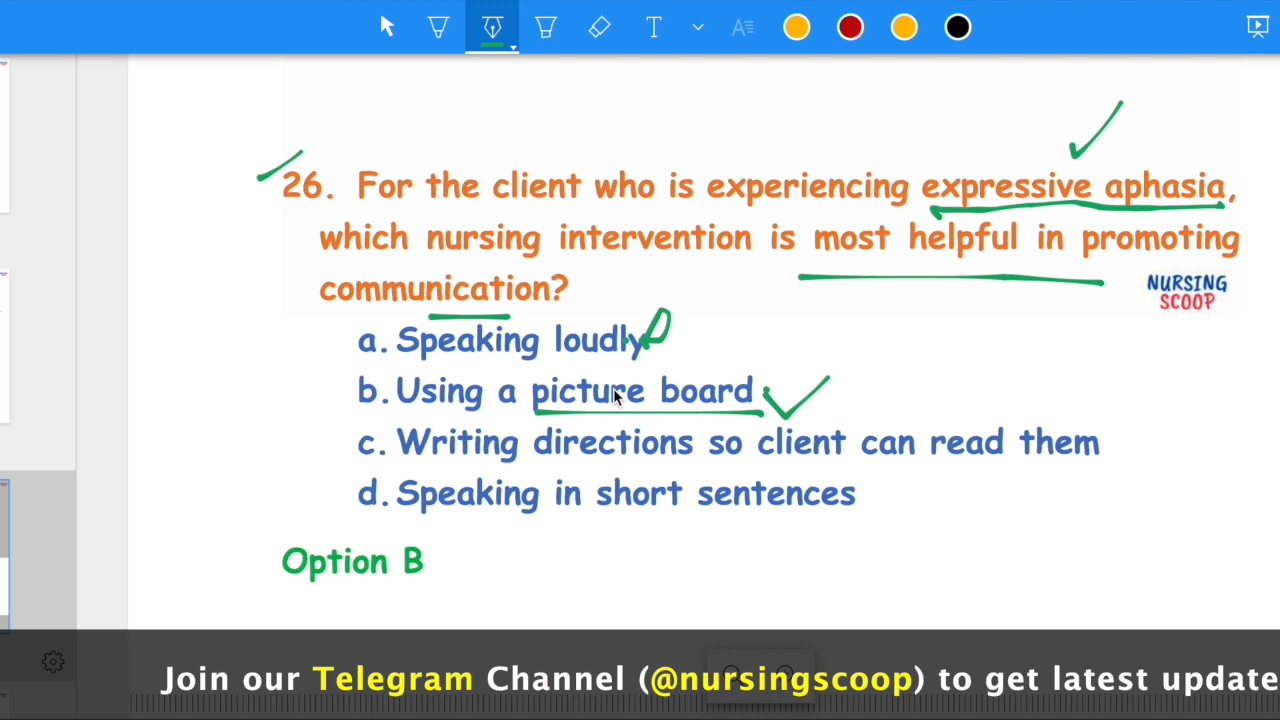 26. For the client who is experiencing expressive aphasia,
which nursing intervention is most helpful in promoting
communication?
NURSING
SCOOP
a. Speaking loudly
b. Using a picture board
c. Writing directions so client can read them
d. Speaking in short sentences
Option B
Join our Telegram Channel (@nursingscoop) to get latest update